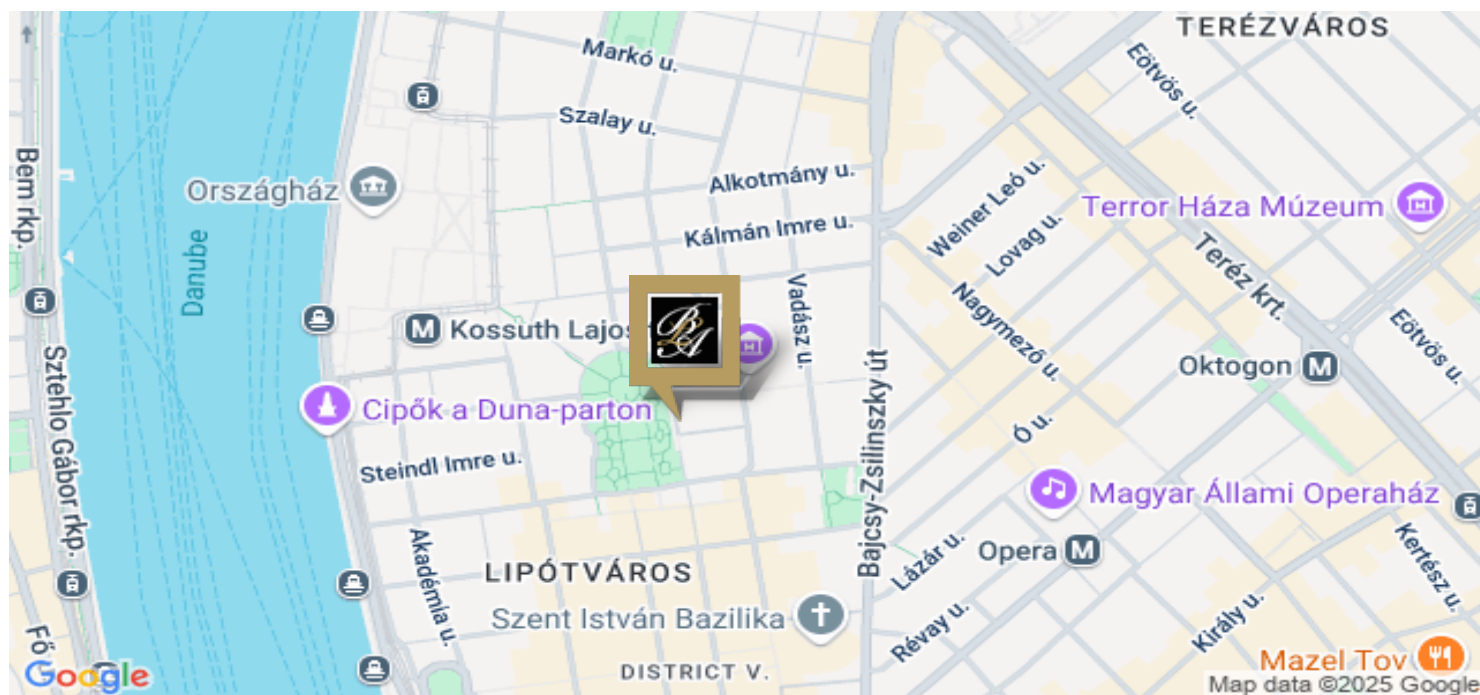 TERÉZVÁROS
Markó u.
Eötvös u.
Szalay u.
Bem rkp.
Országház
Alkotmány u.
Weiner Leó u.
Terror Háza Múzeum
Danube
Kálmán Imre u.
Lovag u.
Teréz krt.
Vadász u.
Nagymező u.
Eötvös u.
M Kossuth Lajos
BLA
Oktogon M
Sztehlo Gábor rkp.
Cipők a Duna-parton
Bajcsy-Zsilinszky út
Ó u.
Steindl Imre u.
Magyar Állami Operaház
Akadémia u.
Lázár u.
Opera M
Kertész u.
LIPÓTVÁROS
Szent István Bazilika
Révay u.
Király u.
Fő
DISTRICT V.
Mazel Tov
Google
Map data ©2025 Google